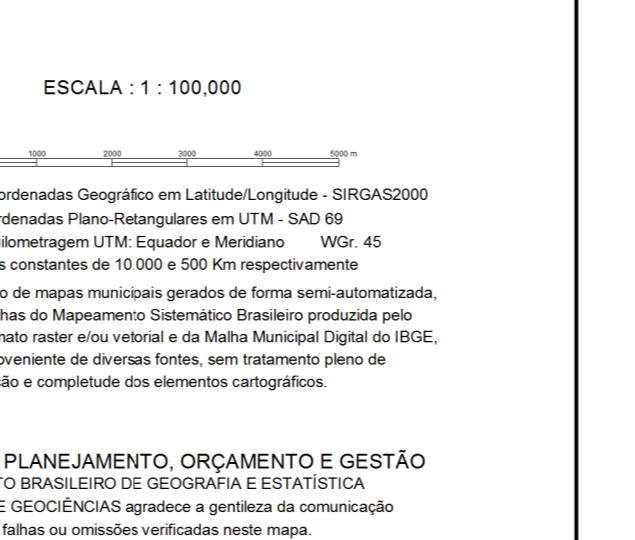 ESCALA : 1 : 100,000
1000 2000 3000 4000 5000 m
ordenadas Geográfico em Latitude/Longitude - SIRGAS2000
rdenadas Plano-Retangulares em UTM - SAD 69
uilometragem UTM: Equador e Meridiano WGr. 45
s constantes de 10.000 e 500 Km respectivamente
o de mapas municipais gerados de forma semi-automatizada,
has do Mapeamento Sistemático Brasileiro produzida pelo
mato raster e/ou vetorial e da Malha Municipal Digital do IBGE,
oveniente de diversas fontes, sem tratamento pleno de
ção e completude dos elementos cartográficos.
PLANEJAMENTO, ORÇAMENTO E GESTÃO
TO BRASILEIRO DE GEOGRAFIA E ESTATÍSTICA
E GEOCIÊNCIAS agradece a gentileza da comunicação
falhas ou omissões verificadas neste mapa.